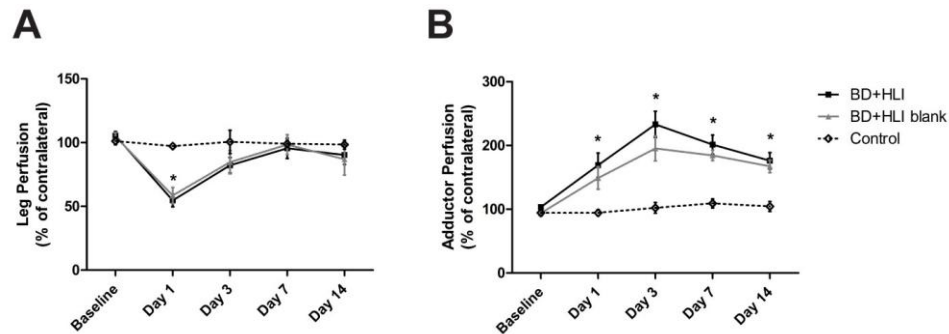 A
Leg Perfusion
(% of contralateral)
150
100
50
0
*
Baseline
Day 1
Day 3
Day 7
Day 14
B
Adductor Perfusion
(% of contralateral)
300
200
100
0
*
*
*
*
Baseline
Day 1
Day 3
Day 7
Day 14
BD+HLI
BD+HLI blank
Control